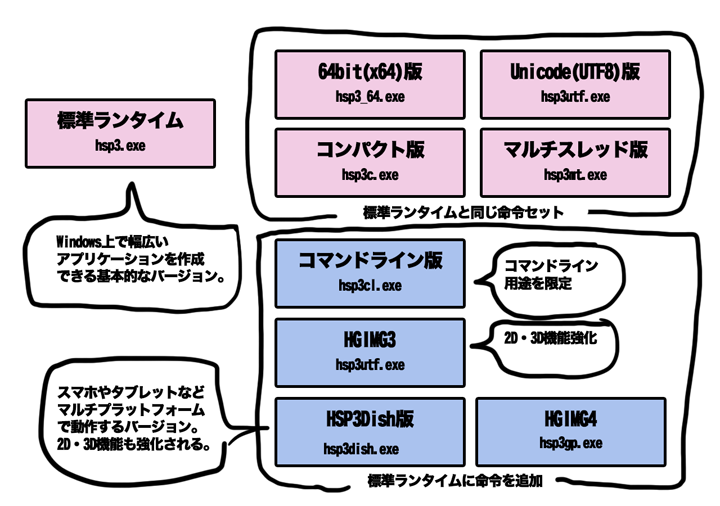 標準ランタイム
hsp3.exe
Windows上で幅広い
アプリケーションを作成
できる基本的なバージョン。
64bit(x64)版
hsp3_64.exe
Unicode(UTF8)版
hsp3utf.exe
コンパクト版
hsp3c.exe
マルチスレッド版
hsp3mt.exe
標準ランタイムと同じ命令セット
コマンドライン版
hsp3cl.exe
コマンドライン
用途を限定
HGIMG3
hsp3utf.exe
2D・3D機能強化
スマホやタブレットなど
マルチプラットフォーム
で動作するバージョン。
2D・3D機能も強化される。
HSP3Dish版
hsp3dish.exe
HGIMG4
hsp3gp.exe
標準ランタイムに命令を追加